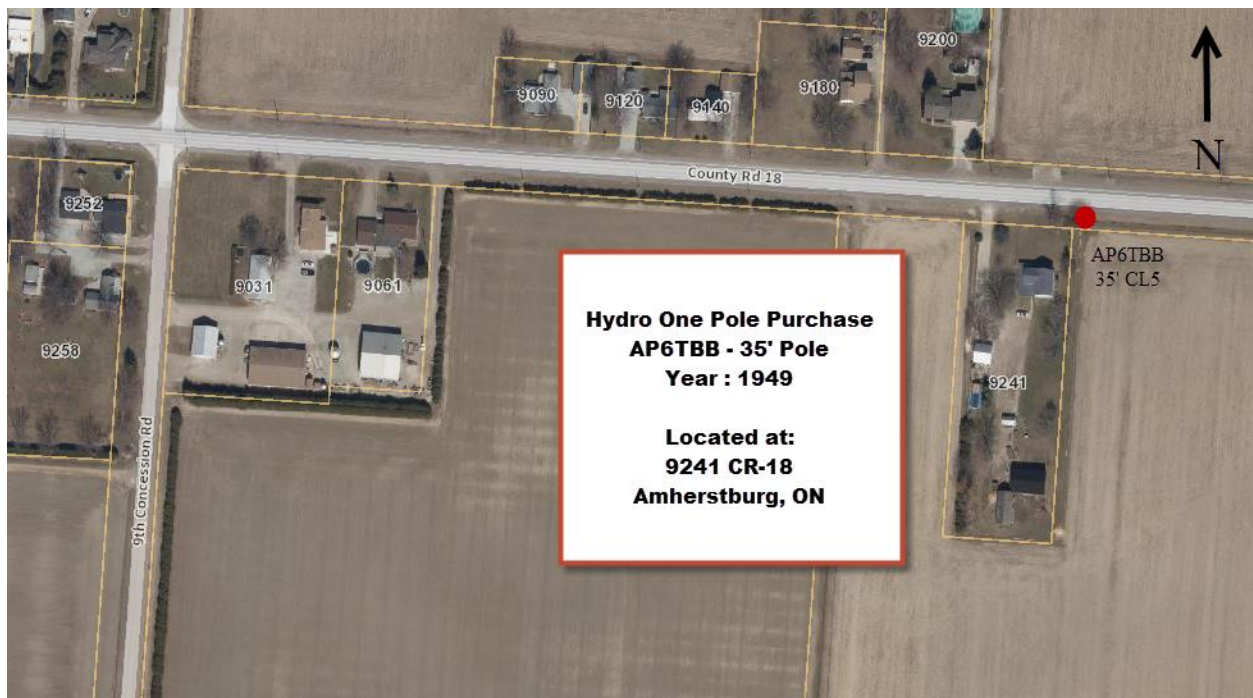 9200
9090
9120
9140
9180
N
County Rd 18
9252
AP6TBB
35' CL5
9031
9061
Hydro One Pole Purchase
AP6TBB - 35' Pole
Year : 1949
Located at:
9241 CR-18
Amherstburg, ON
9258
9241
9th Concession Rd